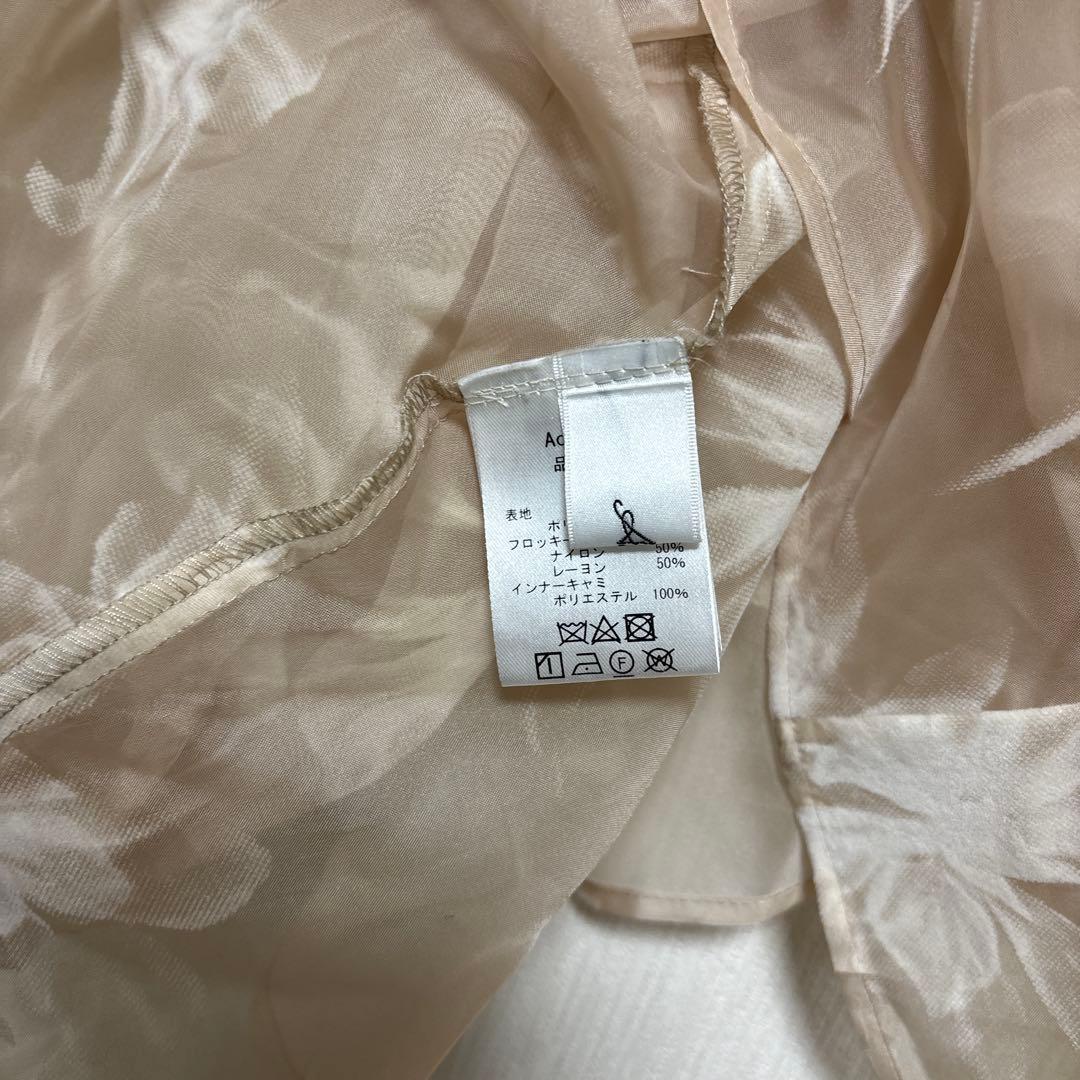 Ac
品
表地
ポリ
フロッキー
ナイロン 50%
レーヨン 50%
インナーキャミ
ポリエステル 100%
F
W